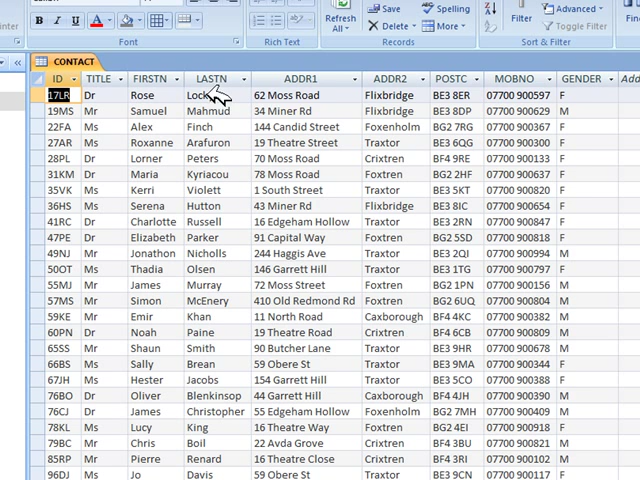 B I U
Font
Rich Text
Refresh All
Save
Delete
Spelling
More
Records
Filter
Advanced
Toggle Filter
Sort & Filter
CONTACT
ID TITLE FIRSTN LASTN ADDR1 ADDR2 POSTC MOBNO GENDER
17LR Dr Rose 62 Moss Road Flixbridge BE3 8ER 07700 900597 F
19MS Mr Samuel Mahmud 34 Miner Rd Flixbridge BE3 8DP 07700 900629 M
22FA Ms Alex Finch 144 Candid Street Foxenholm BG2 7RG 07700 900367 F
27AR Ms Roxanne Arafuron 19 Theatre Street Traxtor BE3 6QG 07700 900300 F
28PL Dr Lorner Peters 70 Moss Road Crixtren BF4 9RE 07700 900133 F
31KM Dr Maria Kyriacou 78 Moss Road Foxtren BG2 2HF 07700 900637 F
35VK Ms Kerri Violett 1 South Street Traxtor BE3 5KT 07700 900820 F
36HS Ms Serena Hutton 43 Miner Rd Flixbridge BE3 8IC 07700 900654 F
41RC Dr Charlotte Russell 16 Edgeham Hollow Traxtor BE3 2RN 07700 900847 F
47PE Dr Elizabeth Parker 91 Capital Way Foxtren BG2 5SD 07700 900818 F
49NJ Mr Jonathon Nicholls 244 Haggis Ave Traxtor BE3 2QI 07700 900994 M
50OT Ms Thadia Olsen 146 Garrett Hill Traxtor BE3 1TG 07700 900797 F
55MJ Mr James Murray 72 Moss Street Foxtren BG2 1PN 07700 900156 M
57MS Mr Simon McEnery 410 Old Redmond Rd Foxtren BG2 6UQ 07700 900804 M
59KE Mr Emir Khan 11 North Road Caxborough BF4 4KC 07700 900382 M
60PN Dr Noah Paine 19 Theatre Road Crixtren BF4 6CB 07700 900809 M
65SS Mr Shaun Smith 90 Butcher Lane Traxtor BE3 9HR 07700 900678 M
66BS Ms Sally Brean 59 Obere St Traxtor BE3 9MA 07700 900344 F
67JH Ms Hester Jacobs 154 Garrett Hill Traxtor BE3 5CO 07700 900388 F
76BO Dr Oliver Blenkinsop 44 Garrett Hill Caxborough BF4 4JH 07700 900390 M
76CJ Dr James Christopher 55 Edgeham Hollow Foxenholm BG2 7MH 07700 900409 M
78KL Ms Lucy King 16 Theatre Way Foxtren BG2 4EI 07700 900918 F
79BC Mr Chris Boil 22 Avda Grove Crixtren BF4 3BU 07700 900821 M
85RP Mr Pierre Renard 16 Theatre Close Crixtren BF4 3RI 07700 900102 M
96DJ Ms Jo Davis 59 Obere St Traxtor BE3 9CN 07700 900117 F